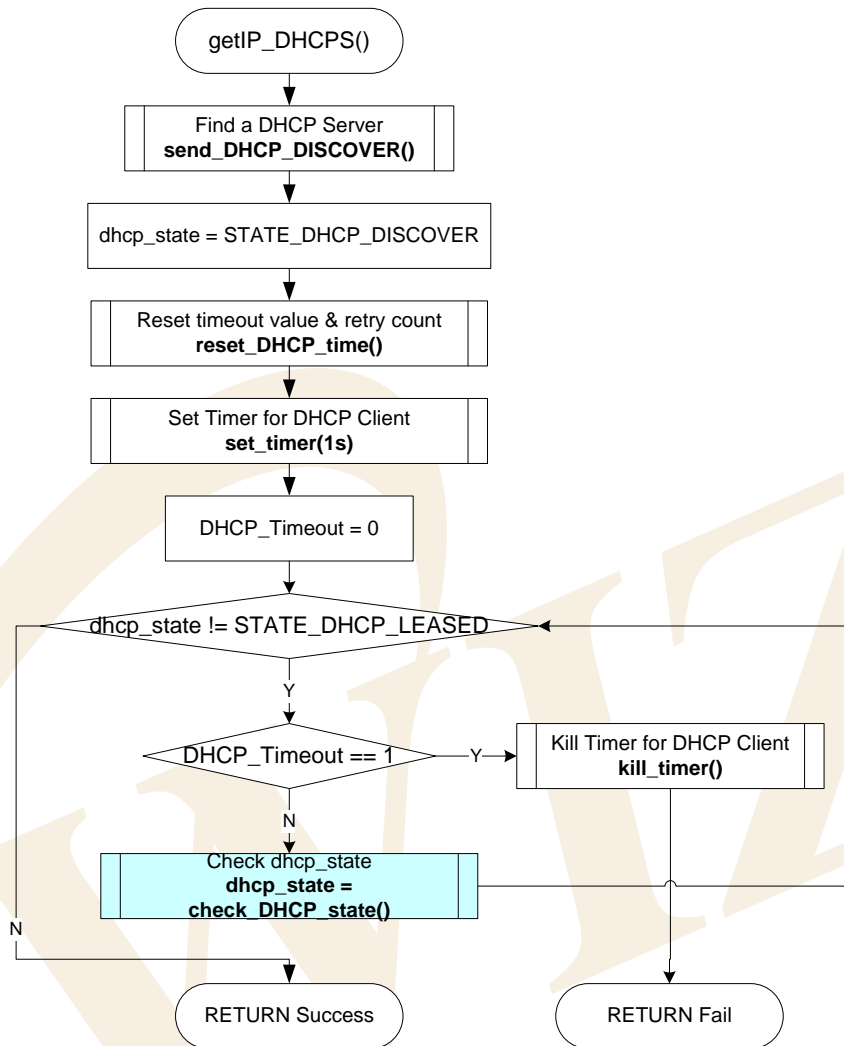 getIP_DHCPS()
Find a DHCP Server
send_DHCP_DISCOVER()
dhcp_state = STATE_DHCP_DISCOVER
Reset timeout value & retry count
reset_DHCP_time()
Set Timer for DHCP Client
set_timer(1s)
DHCP_Timeout = 0
dhcp_state != STATE_DHCP_LEASED
Y
DHCP_Timeout == 1
Y
Kill Timer for DHCP Client
kill_timer()
N
Check dhcp_state
dhcp_state =
check_DHCP_state()
N
RETURN Success
RETURN Fail